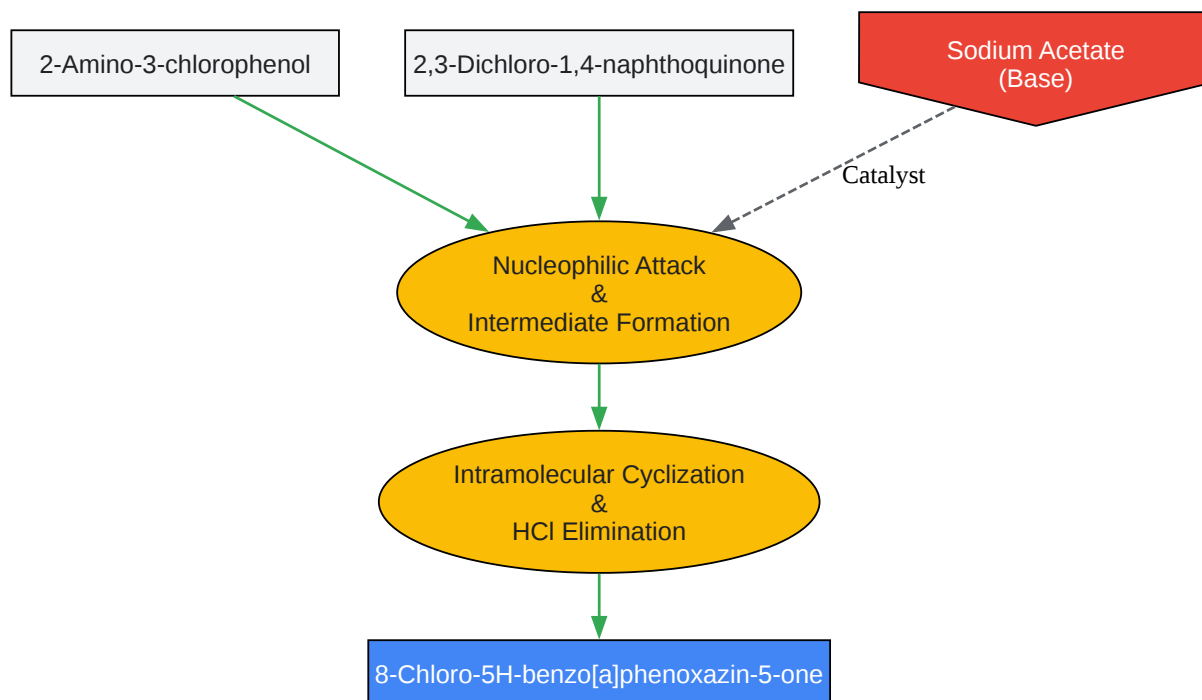 2-Amino-3-chlorophenol
2,3-Dichloro-1,4-naphthoquinone
Sodium Acetate
(Base)
Catalyst
Nucleophilic Attack
&
Intermediate Formation
Intramolecular Cyclization
&
HCl Elimination
8-Chloro-5H-benzo[a]phenoxazin-5-one